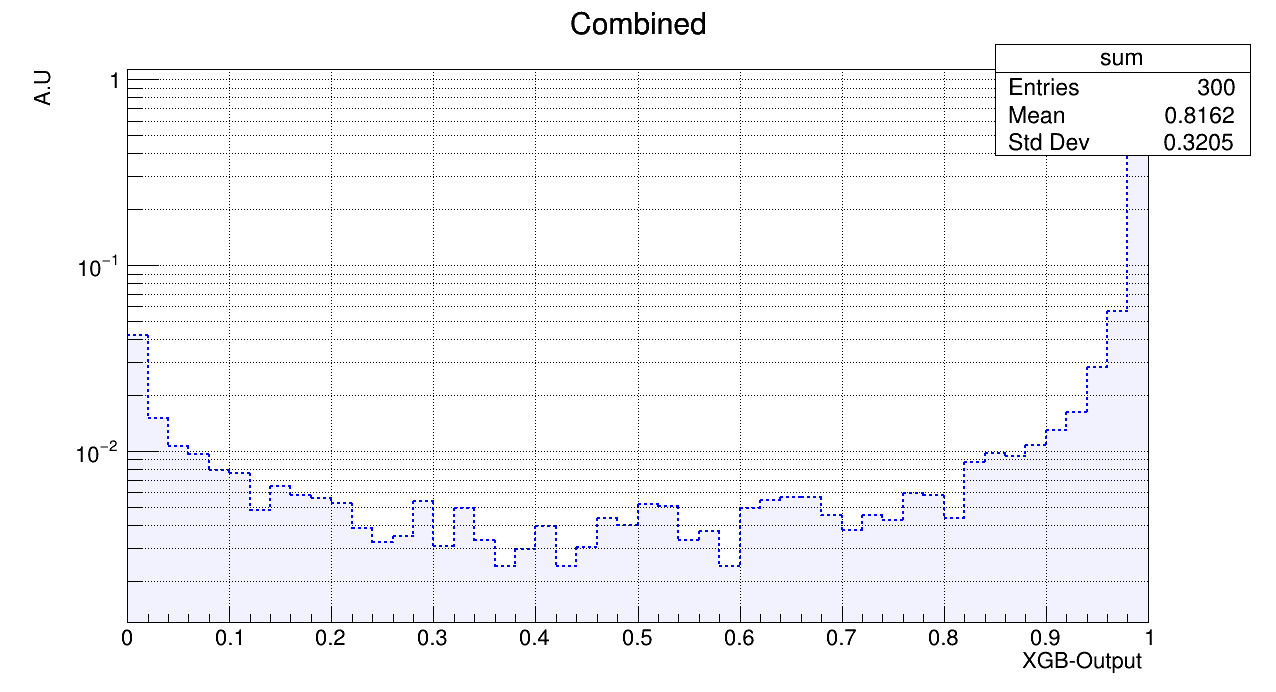 Combined
A.U
sum
Entries 300
Mean 0.8162
Std Dev 0.3205
1
10⁻¹
10⁻²
0 0.1 0.2 0.3 0.4 0.5 0.6 0.7 0.8 0.9 1
XGB-Output